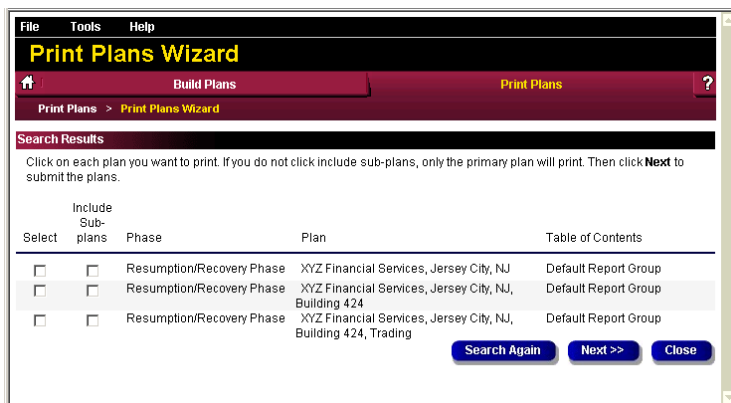 File Tools Help
Print Plans Wizard
Build Plans Print Plans ?
Print Plans > Print Plans Wizard
Search Results
Click on each plan you want to print. If you do not click include sub-plans, only the primary plan will print. Then click Next to
submit the plans.
Include
Sub-
Select plans Phase Plan Table of Contents
Resumption/Recovery Phase XYZ Financial Services, Jersey City, NJ Default Report Group
Resumption/Recovery Phase XYZ Financial Services, Jersey City, NJ, Default Report Group
Building 424
Resumption/Recovery Phase XYZ Financial Services, Jersey City, NJ, Default Report Group
Building 424, Trading
Search Again Next >> Close